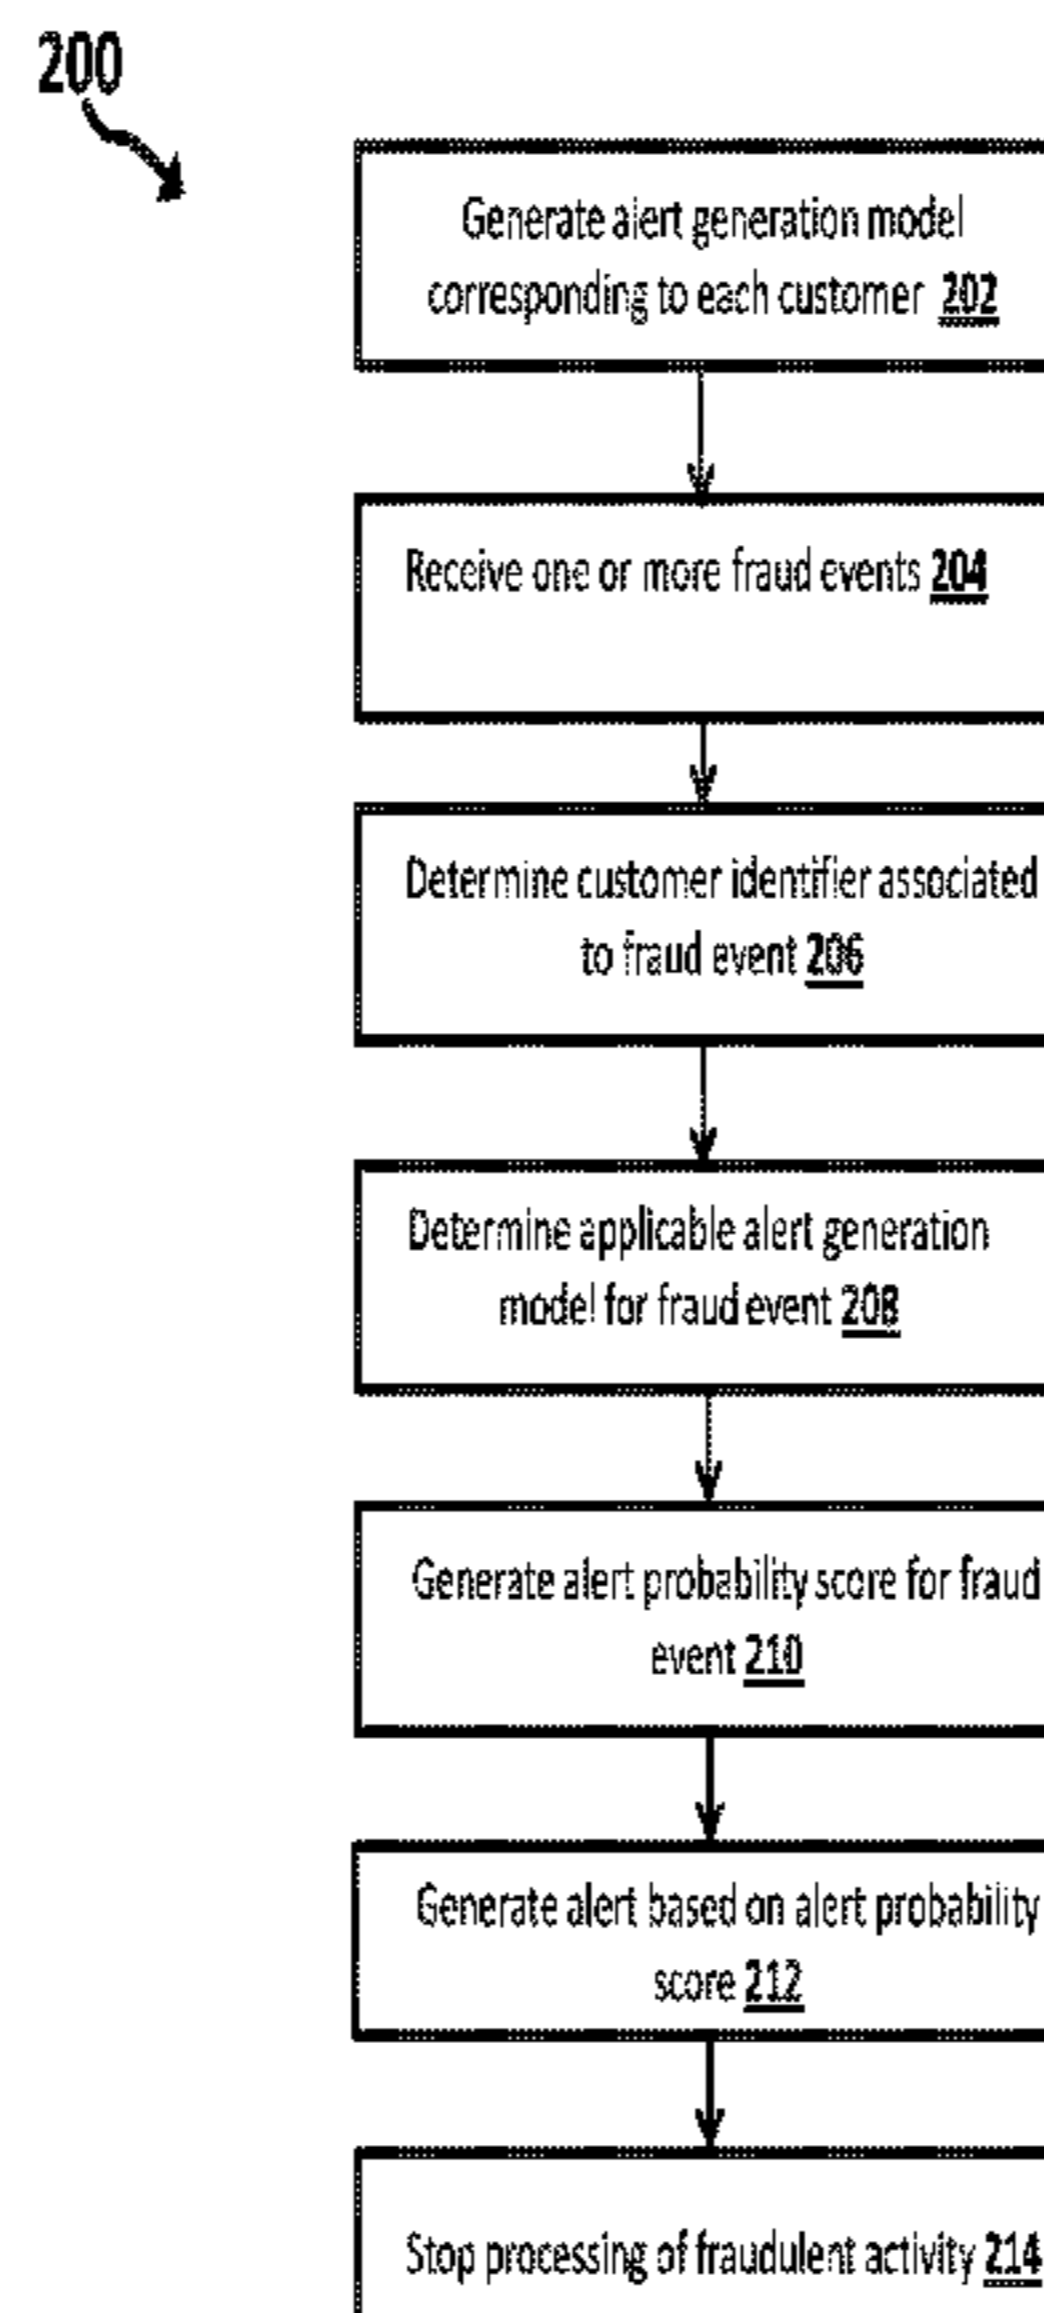 200
Generate alert generation model
corresponding to each customer 202
Receive one or more fraud events 204
Determine customer identifier associated
to fraud event 206
Determine applicable alert generation
model for fraud event 208
Generate alert probability score for fraud
event 210
Generate alert based on alert probability
score 212
Stop processing of fraudulent activity 214